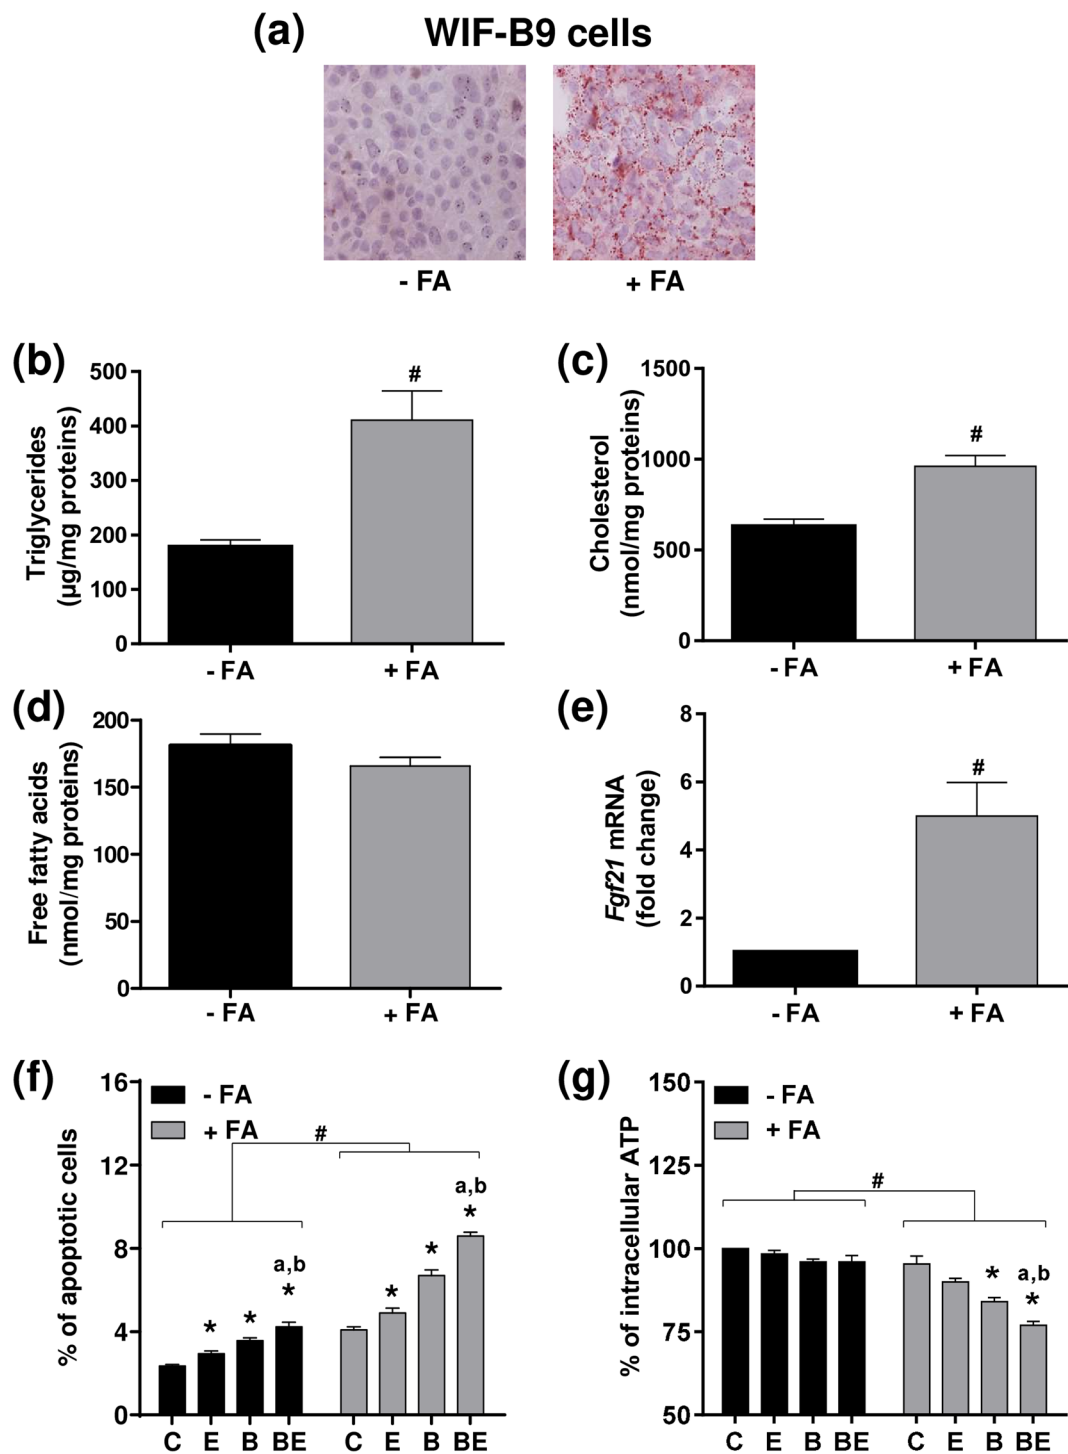 (a) WIF-B9 cells
- FA + FA
(b)
Triglycerides
(µg/mg proteins)
500
400
300
200
100
0
#
- FA + FA
(c)
Cholesterol
(nmol/mg proteins)
1500
1000
500
0
#
- FA + FA
(d)
Free fatty acids
(nmol/mg proteins)
200
150
100
50
0
- FA + FA
(e)
Fgf21 mRNA
(fold change)
8
6
4
2
0
#
- FA + FA
(f)
% of apoptotic cells
16
12
8
4
0
- FA
+ FA
#
a,b
*
*
*
*
a,b
*
*
*
C E B BE C E B BE
(g)
% of intracellular ATP
150
125
100
75
50
- FA
+ FA
#
*
a,b
*
C E B BE C E B BE